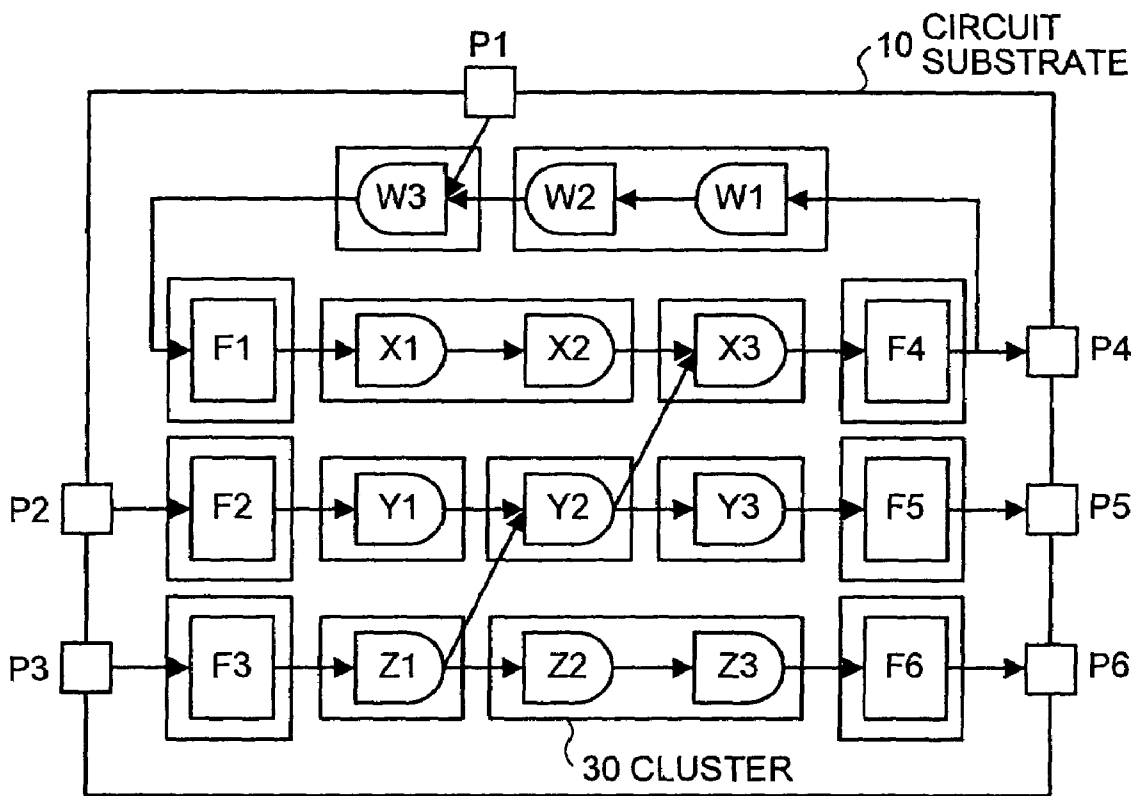 P1
10 CIRCUIT
SUBSTRATE
W3 W2 W1
F1 X1 X2 X3 F4 P4
P2 F2 Y1 Y2 Y3 F5 P5
P3 F3 Z1 Z2 Z3 F6 P6
30 CLUSTER